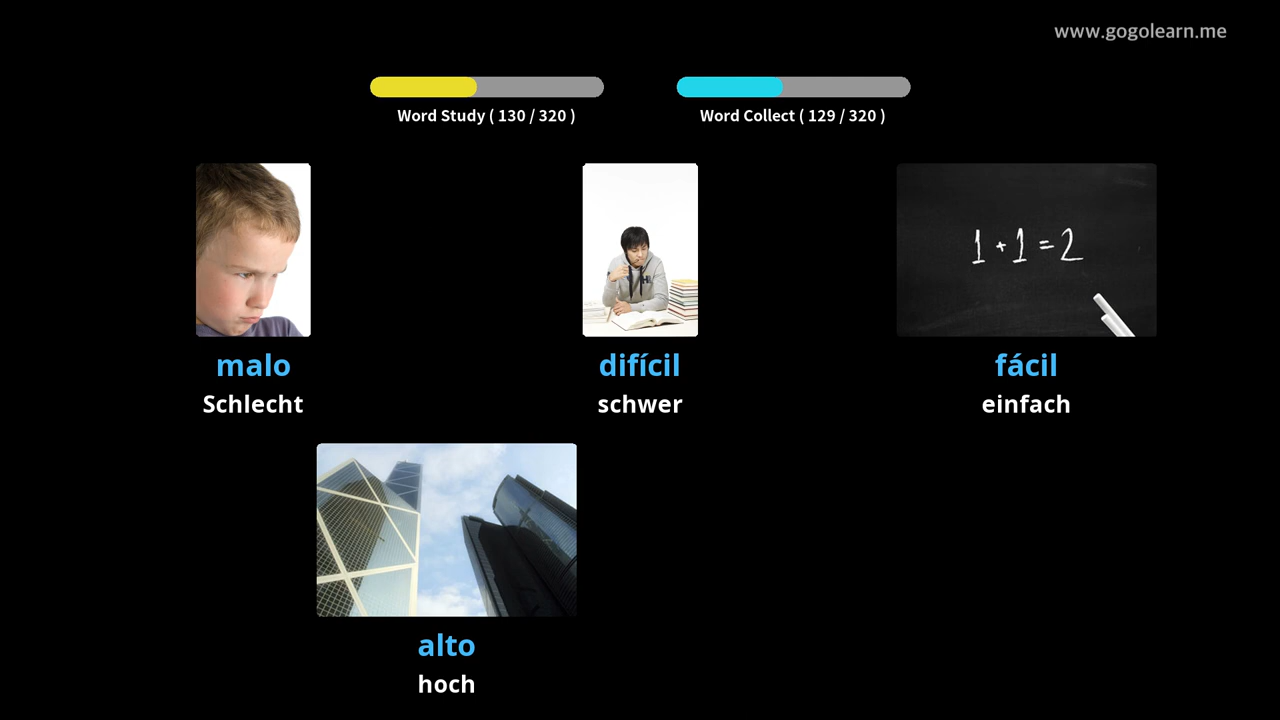 www.gogolearn.me
Word Study ( 130 / 320 )
Word Collect ( 129 / 320 )
1 + 1 = 2
malo
Schlecht
difícil
schwer
fácil
einfach
alto
hoch